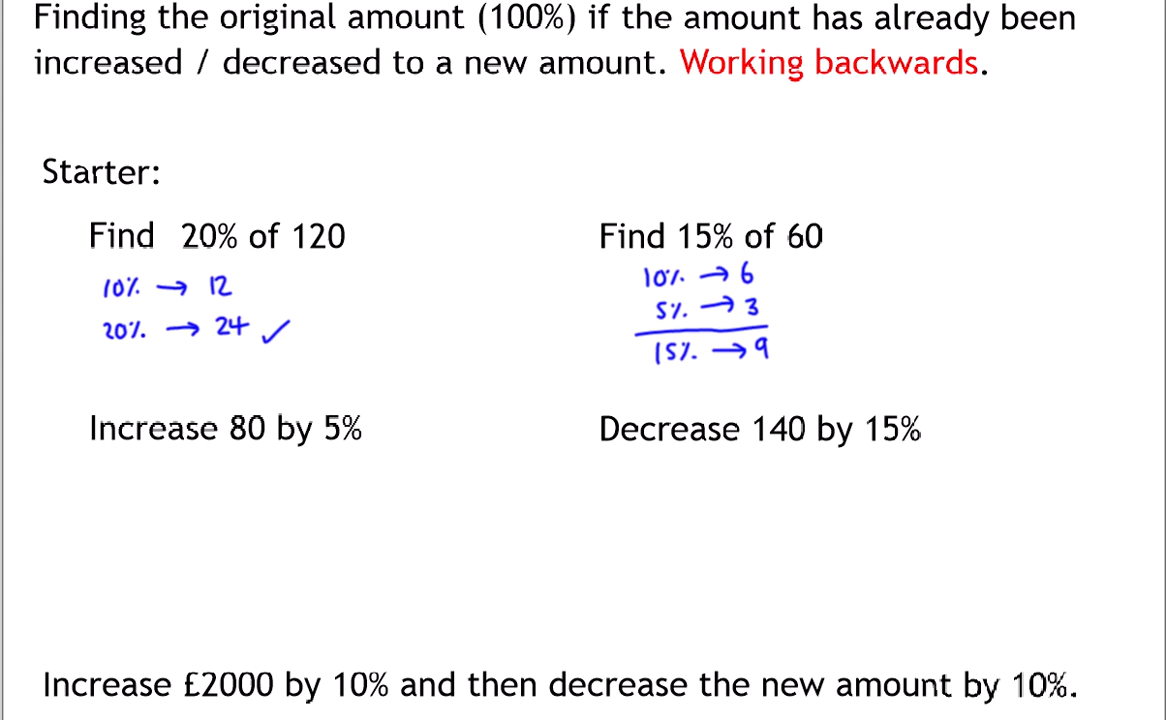 Finding the original amount (100%) if the amount has already been
increased / decreased to a new amount. Working backwards.
Starter:
Find 20% of 120
10% → 12
20% → 24 ✓
Find 15% of 60
10% → 6
5% → 3
15% → 9
Increase 80 by 5%
Decrease 140 by 15%
Increase £2000 by 10% and then decrease the new amount by 10%.